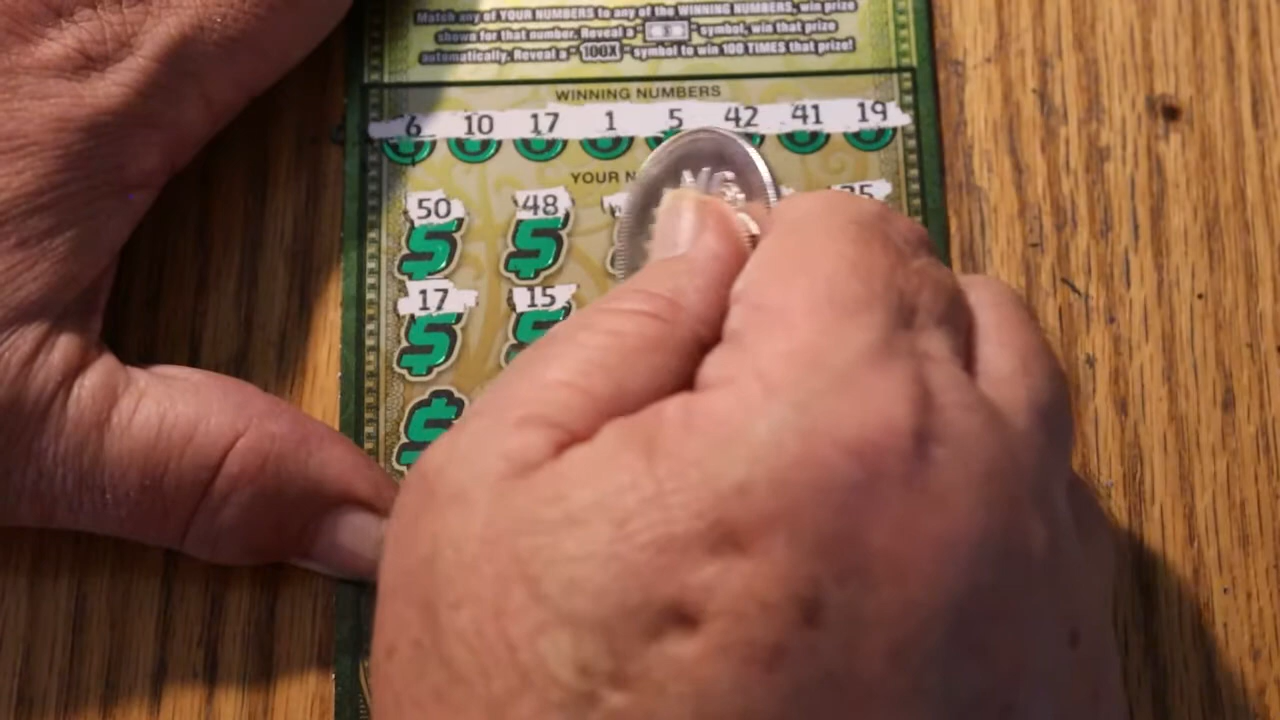 Match any of YOUR NUMBERS to any of the WINNING NUMBERS, win prize
shown for that number. Reveal a " " symbol, win that prize
automatically. Reveal a " 100X " symbol to win 100 TIMES that prize!
WINNING NUMBERS
6 10 17 1 5 42 41 19
YOUR
50 48
17 15